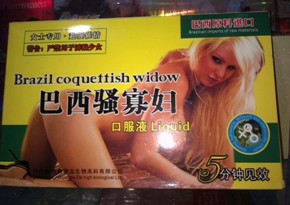 女士专用·
巴西原料进口
Brazilian imports of raw materials
Brazil coquettish widow
巴西骚寡妇
口服液 Liquid
5分钟见效